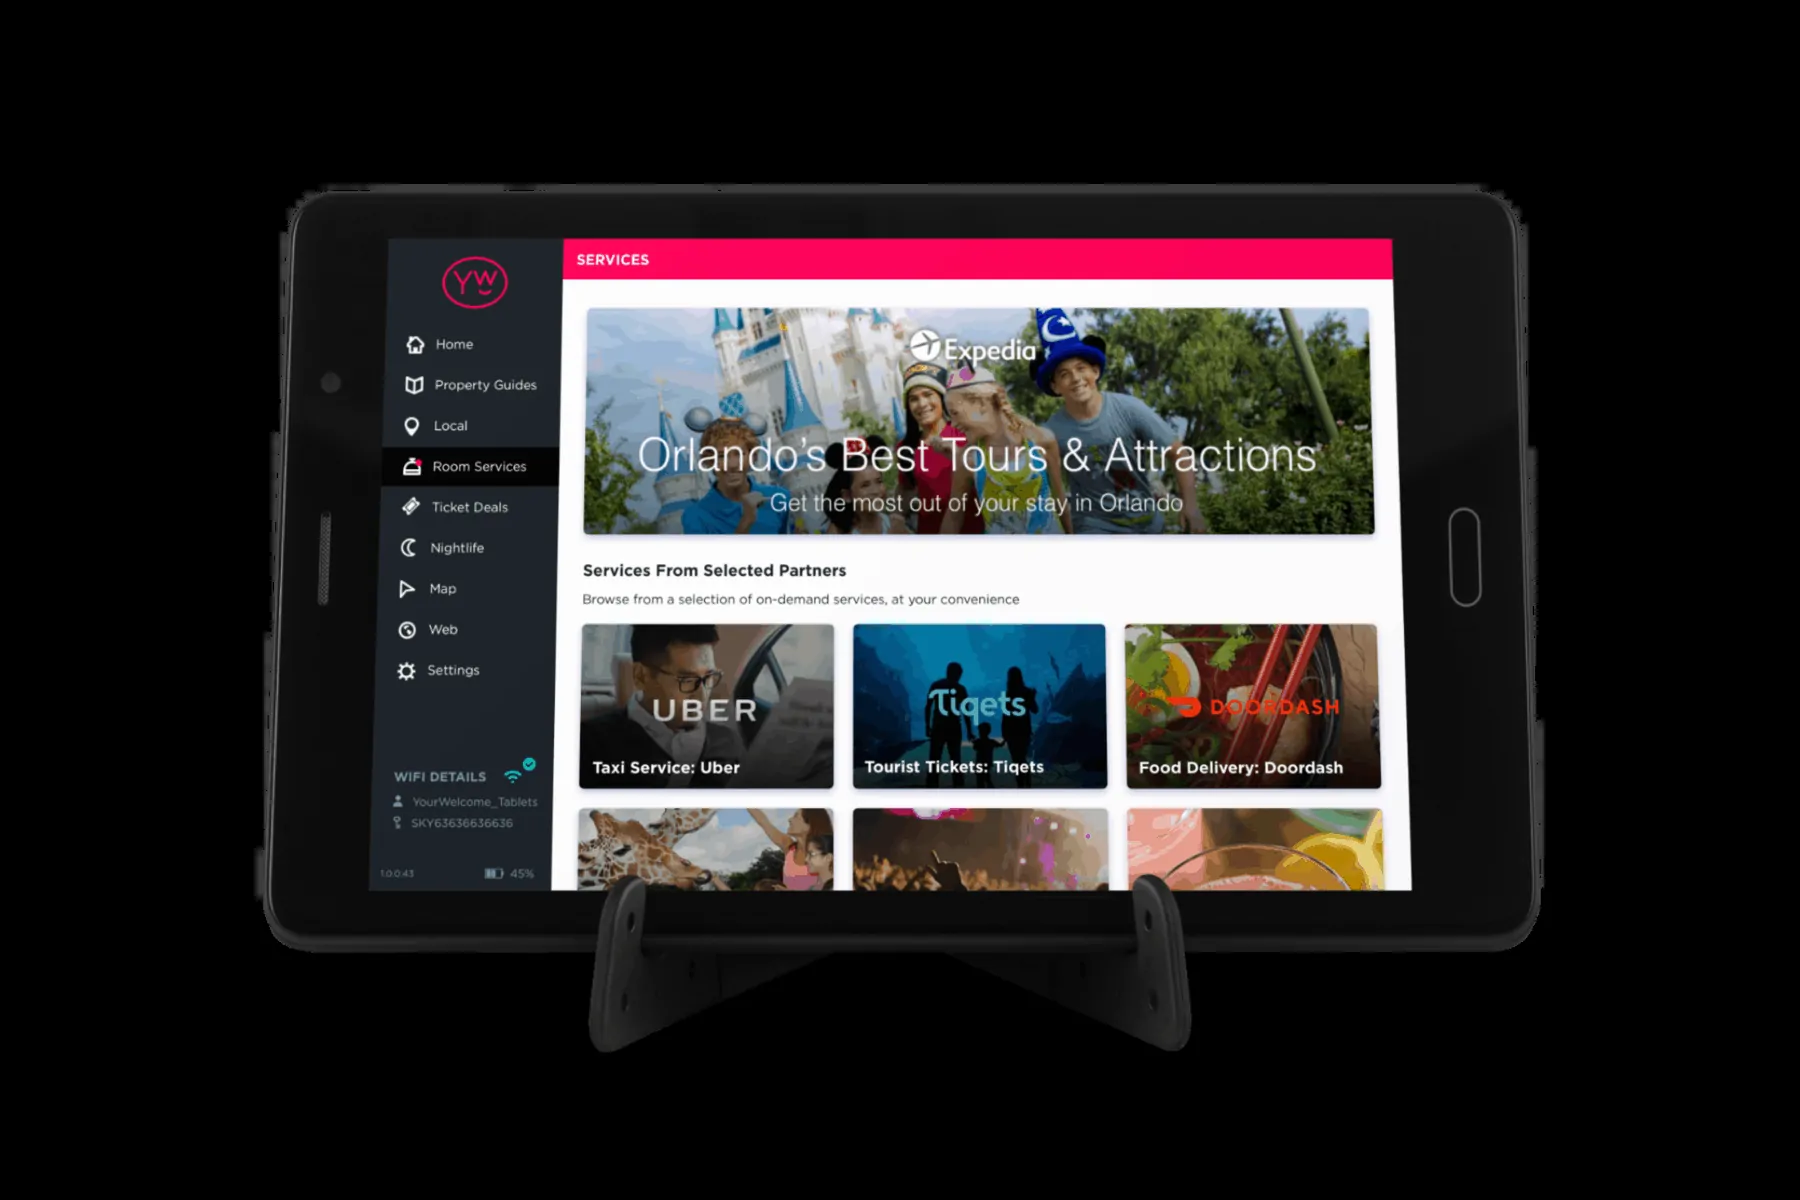 YW
Home
Property Guides
Local
Room Services
Ticket Deals
Nightlife
Map
Web
Settings
WIFI DETAILS
YourWelcome_Tablets
SKY63636636636
1.0.0.43
45%
SERVICES
Expedia
Orlando's Best Tours & Attractions
Get the most out of your stay in Orlando
Services From Selected Partners
Browse from a selection of on-demand services, at your convenience
UBER
Taxi Service: Uber
Tiqets
Tourist Tickets: Tiqets
DOORDASH
Food Delivery: Doordash